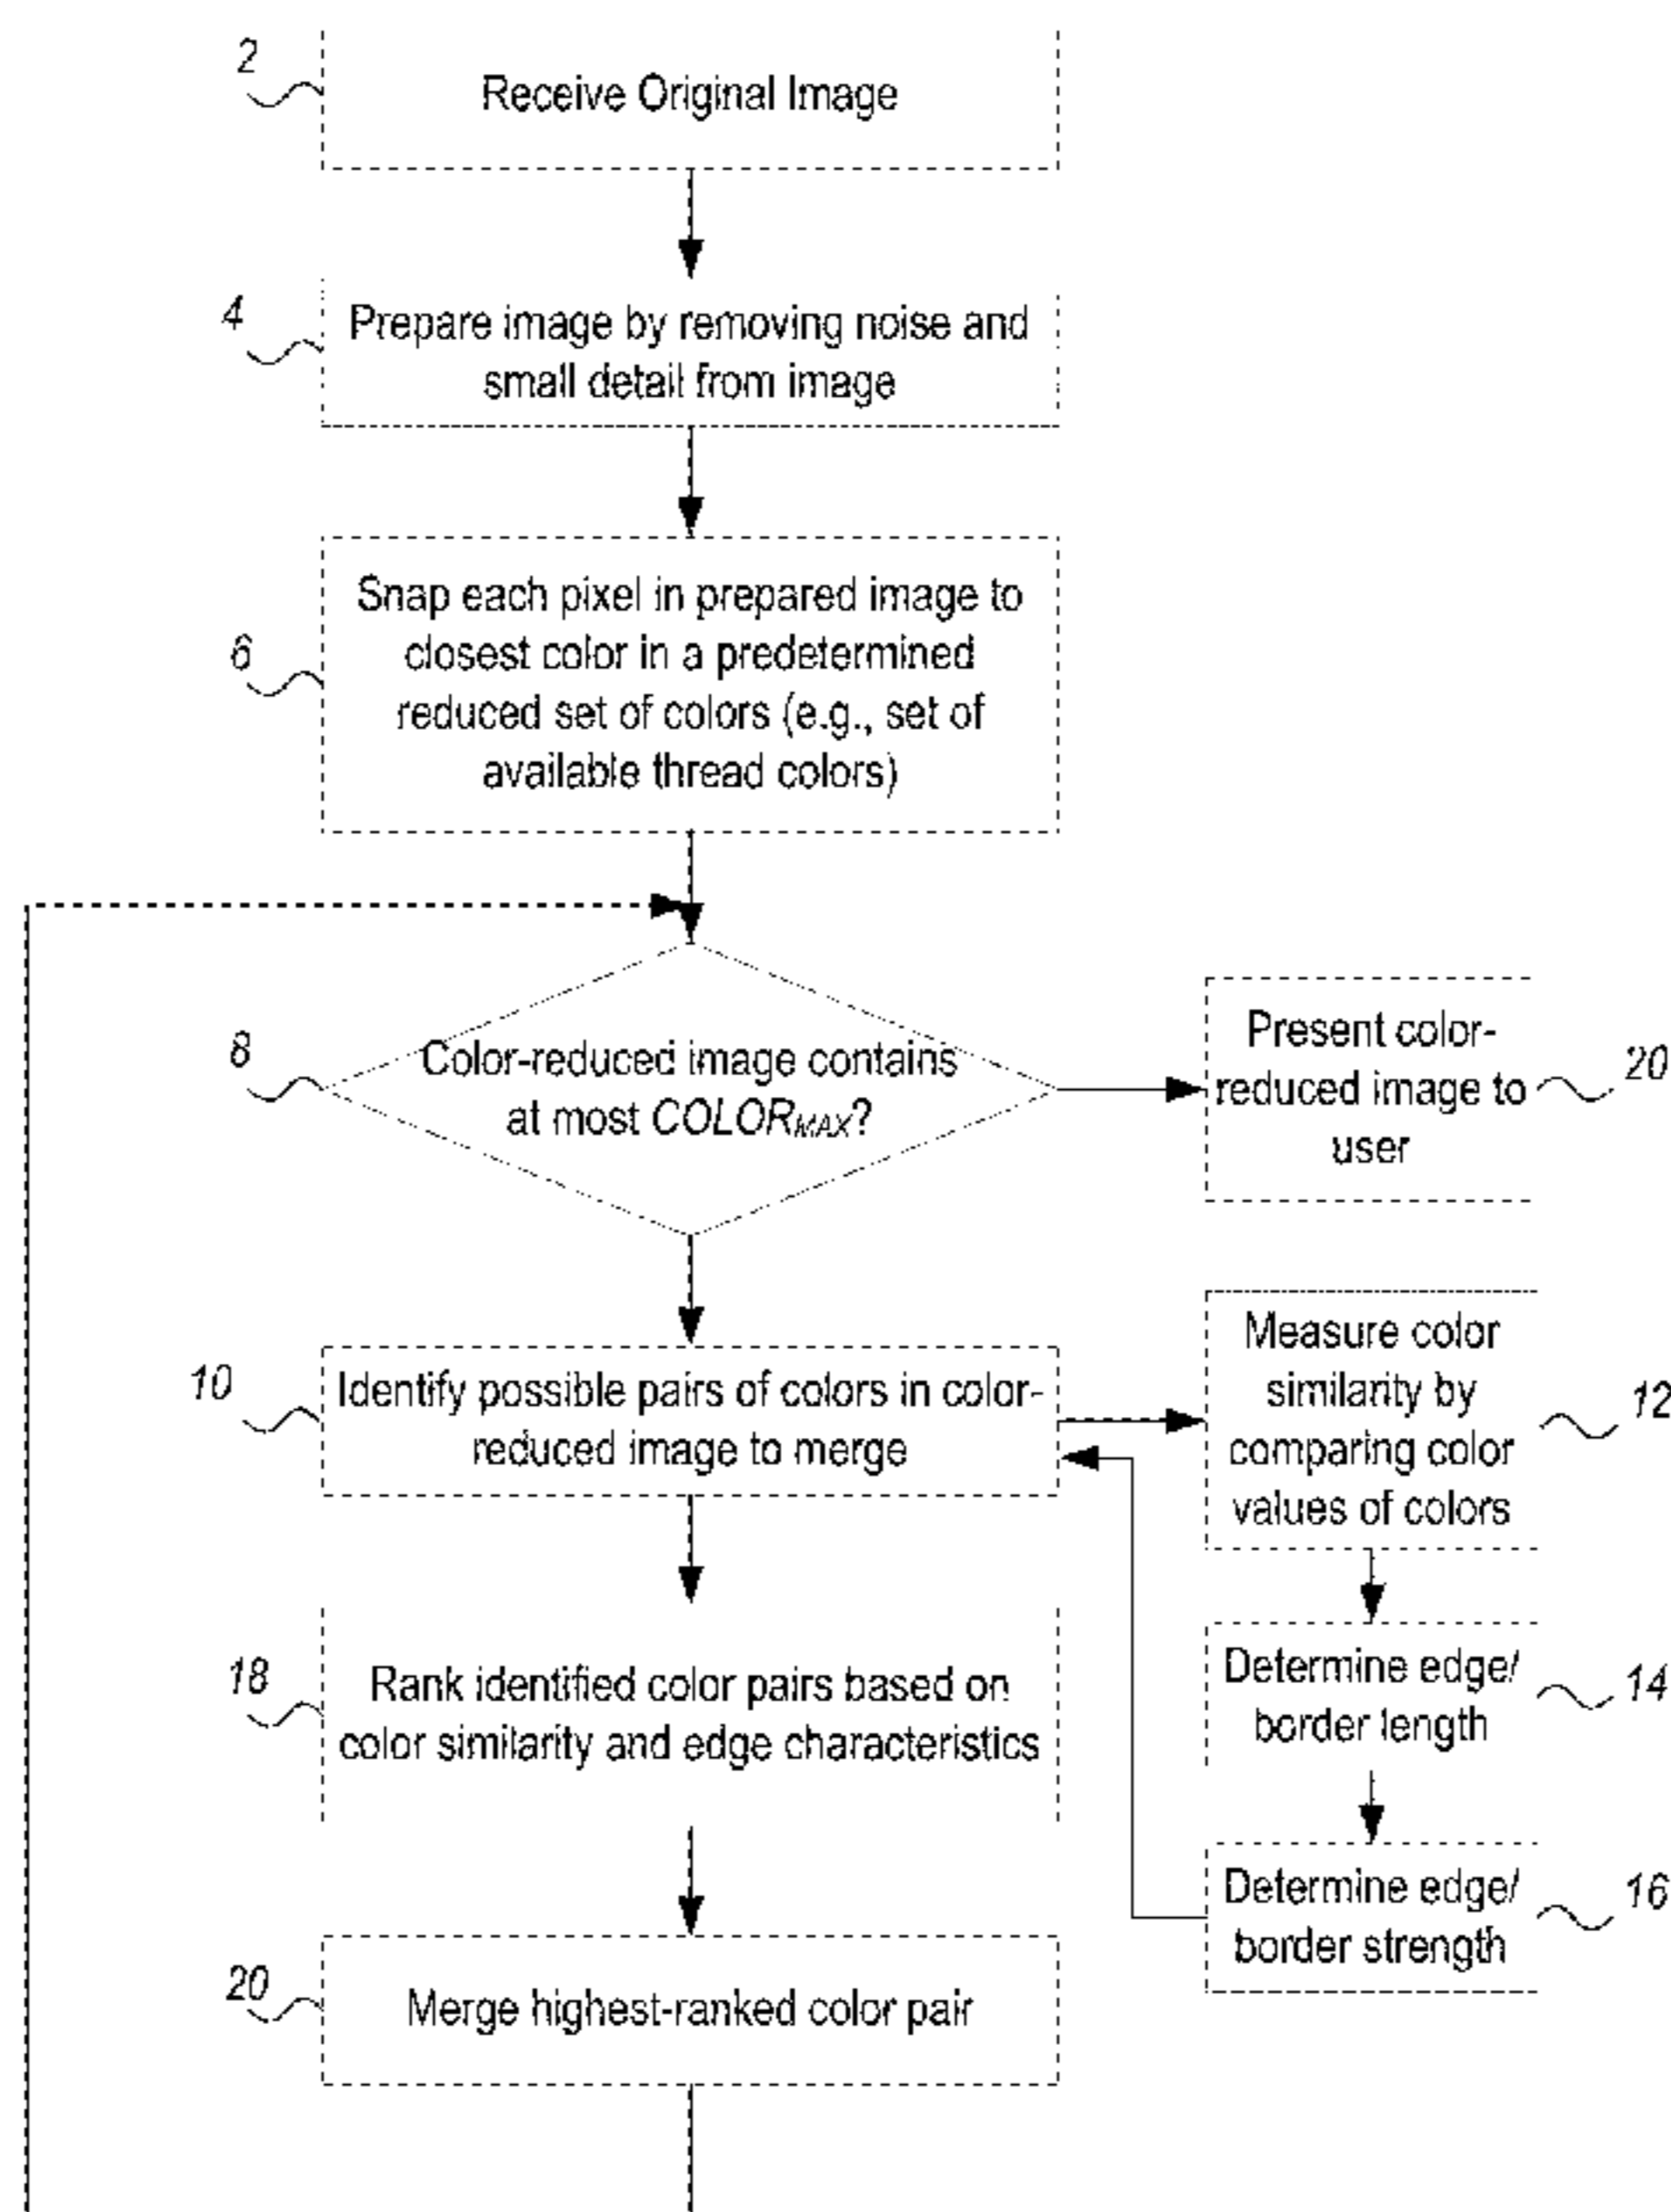 2
Receive Original Image
4
Prepare image by removing noise and
small detail from image
6
Snap each pixel in prepared image to
closest color in a predetermined
reduced set of colors (e.g., set of
available thread colors)
8
Color-reduced image contains
at most COLORMAX?
Present color-
reduced image to
user
20
10
Identify possible pairs of colors in color-
reduced image to merge
Measure color
similarity by
comparing color
values of colors
12
18
Rank identified color pairs based on
color similarity and edge characteristics
Determine edge/
border length
14
Determine edge/
border strength
16
20
Merge highest-ranked color pair